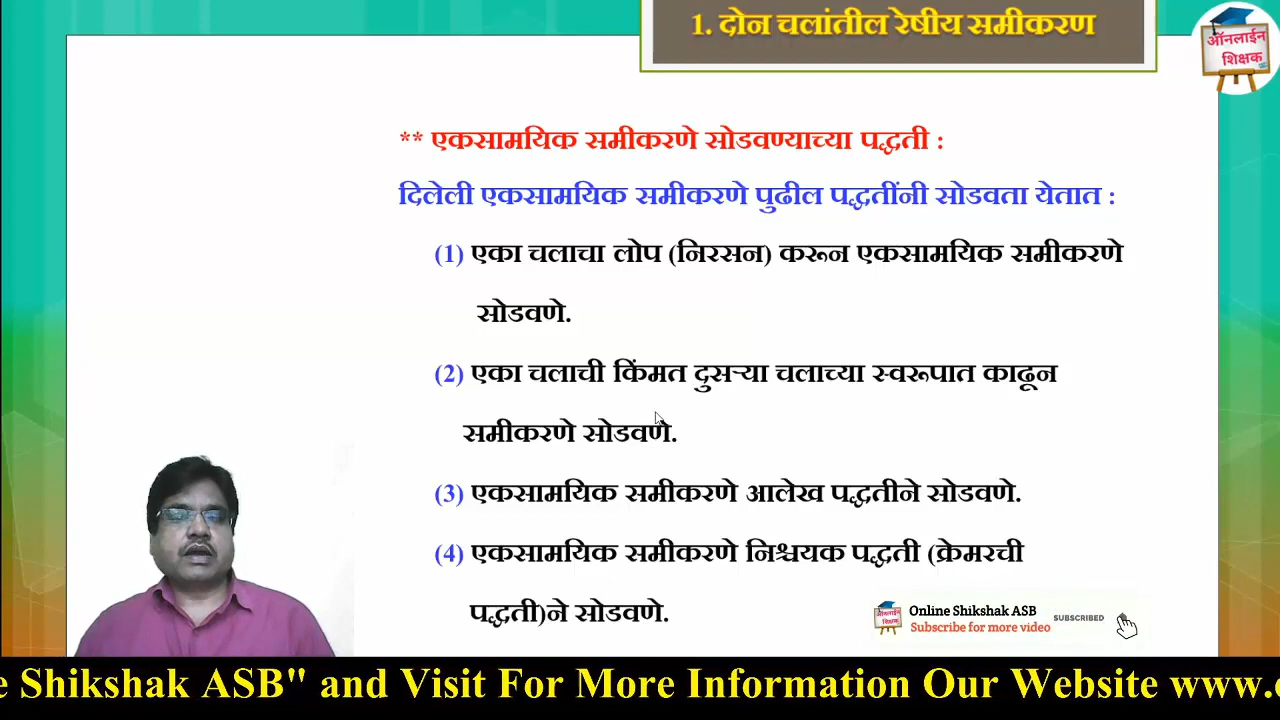 1. दोन चलांतील रेषीय समीकरण
ऑनलाईन
शिक्षक
** एकसामयिक समीकरणे सोडवण्याच्या पद्धती :
दिलेली एकसामयिक समीकरणे पुढील पद्धतींनी सोडवता येतात :
(1) एका चलाचा लोप (निरसन) करून एकसामयिक समीकरणे
सोडवणे.
(2) एका चलाची किंमत दुसऱ्या चलाच्या स्वरूपात काढून
समीकरणे सोडवणे.
(3) एकसामयिक समीकरणे आलेख पद्धतीने सोडवणे.
(4) एकसामयिक समीकरणे निश्चयक पद्धती (क्रेमरची
पद्धती)ने सोडवणे.
ऑनलाईन
शिक्षक
Online Shikshak ASB
Subscribe for more video
SUBSCRIBED
e Shikshak ASB" and Visit For More Information Our Website www.